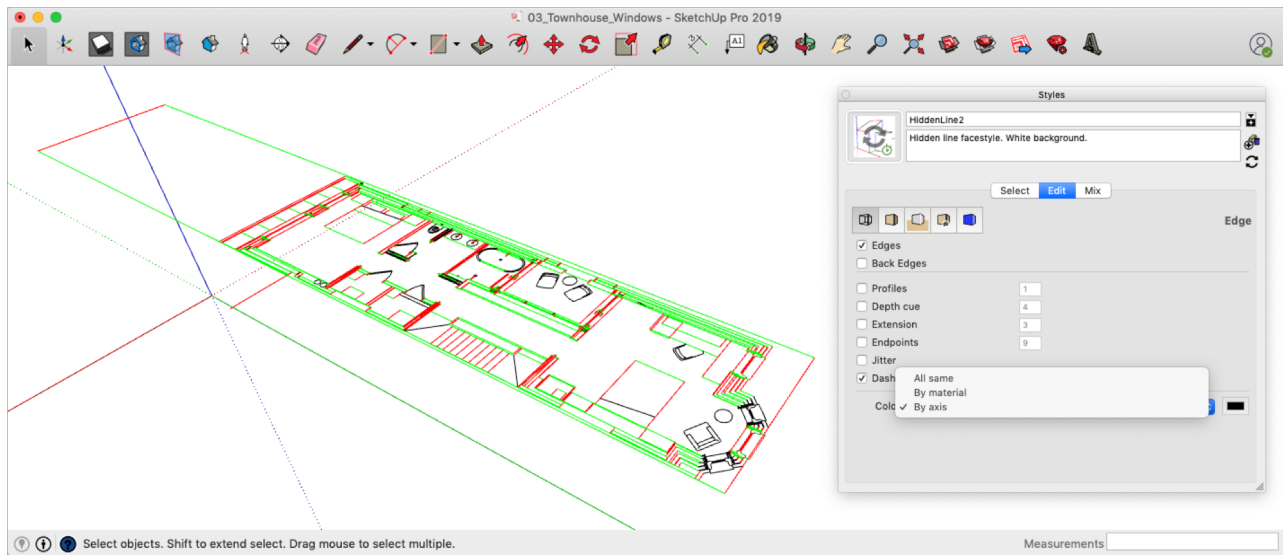 03_Townhouse_Windows - SketchUp Pro 2019
A1
Styles
HiddenLine2
Hidden line facestyle. White background.
Select Edit Mix
Edge
Edges
Back Edges
Profiles 1
Depth cue 4
Extension 3
Endpoints 9
Jitter
Dash
All same
By material
Colo
By axis
Select objects. Shift to extend select. Drag mouse to select multiple.
Measurements